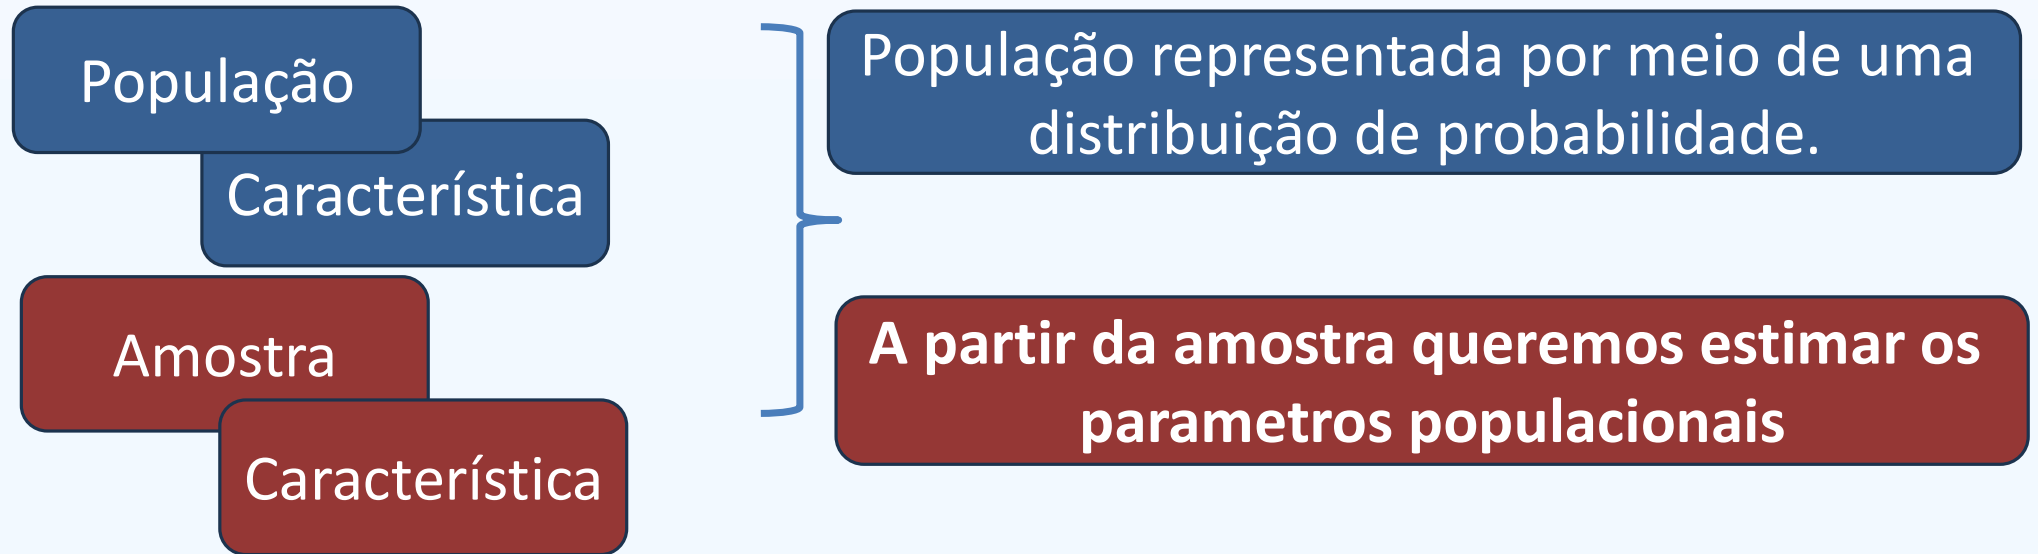 População
Característica
Amostra
Característica
População representada por meio de uma
distribuição de probabilidade.
A partir da amostra queremos estimar os
parametros populacionais